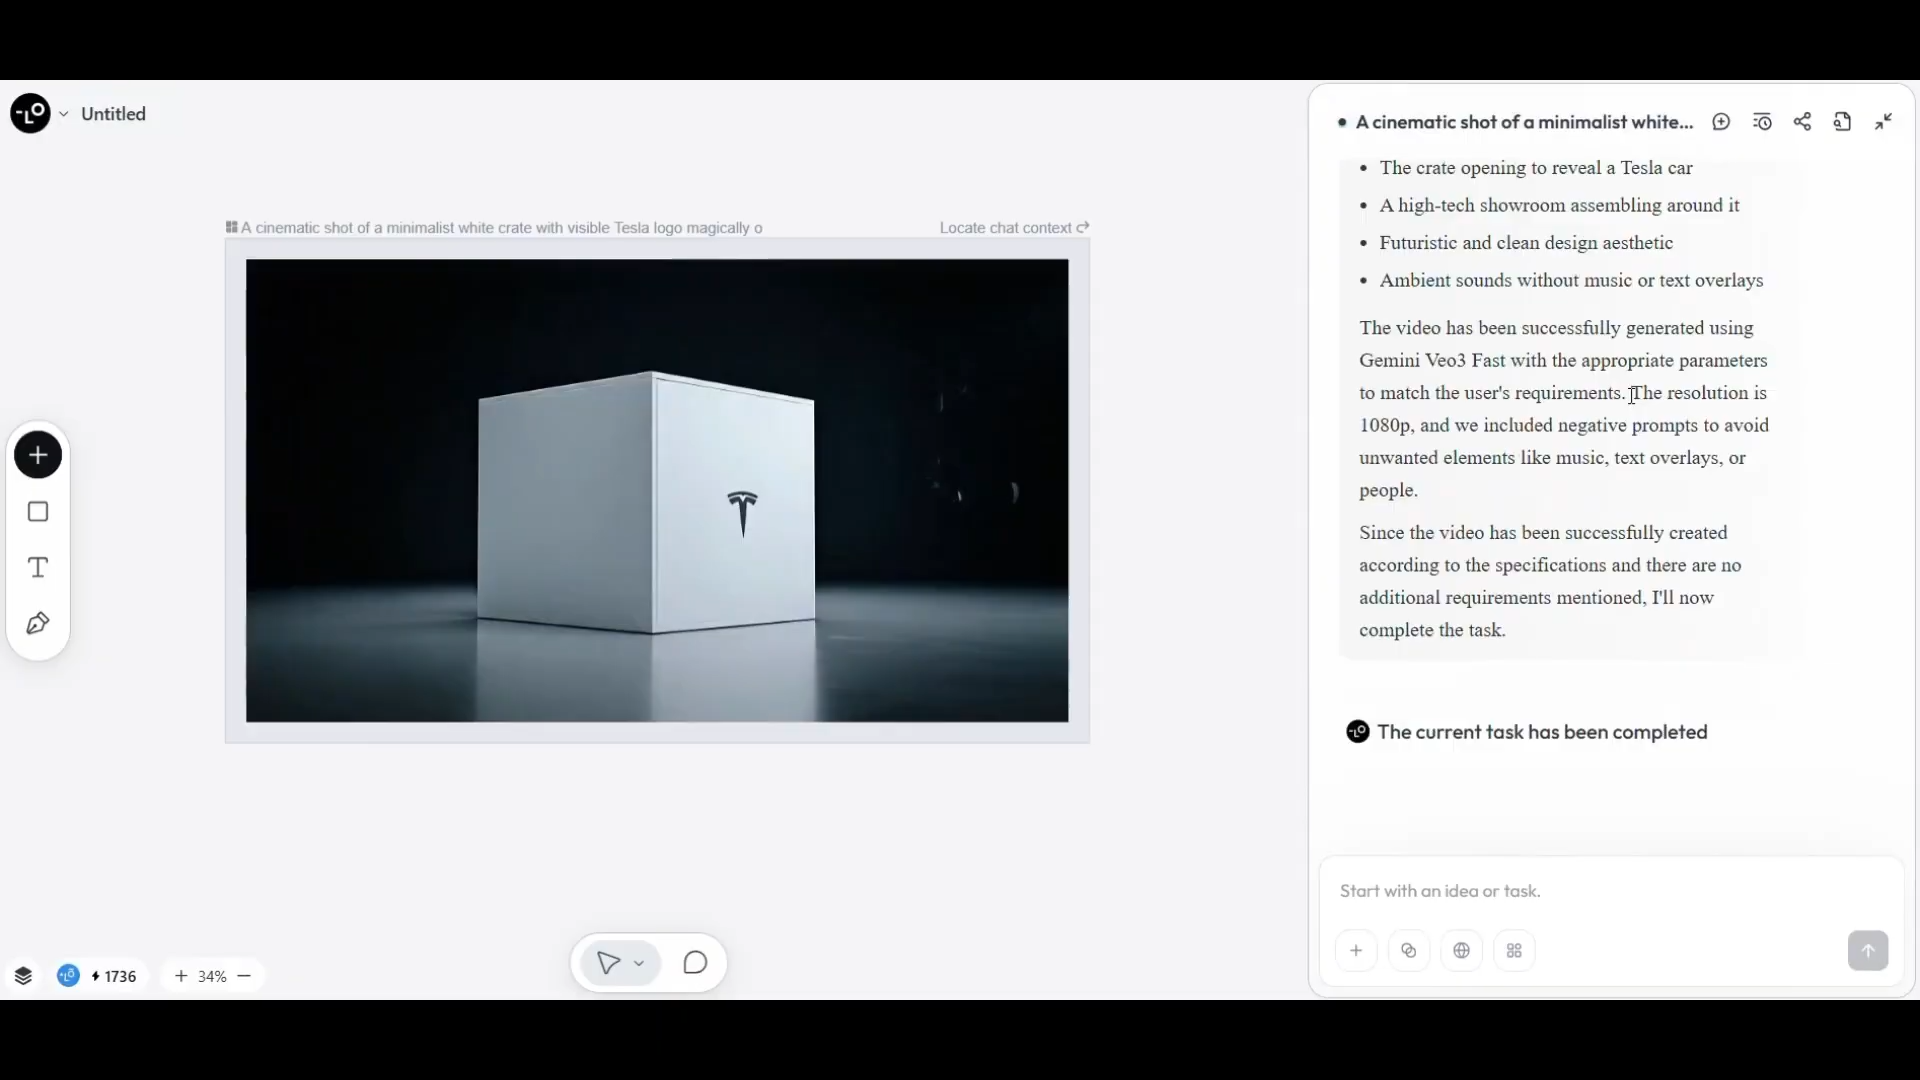 Untitled
A cinematic shot of a minimalist white crate with visible Tesla logo magically o
Locate chat context
1736
34%
A cinematic shot of a minimalist white...
The crate opening to reveal a Tesla car
A high-tech showroom assembling around it
Futuristic and clean design aesthetic
Ambient sounds without music or text overlays
The video has been successfully generated using
Gemini Veo3 Fast with the appropriate parameters
to match the user's requirements. The resolution is
1080p, and we included negative prompts to avoid
unwanted elements like music, text overlays, or
people.
Since the video has been successfully created
according to the specifications and there are no
additional requirements mentioned, I'll now
complete the task.
The current task has been completed
Start with an idea or task.